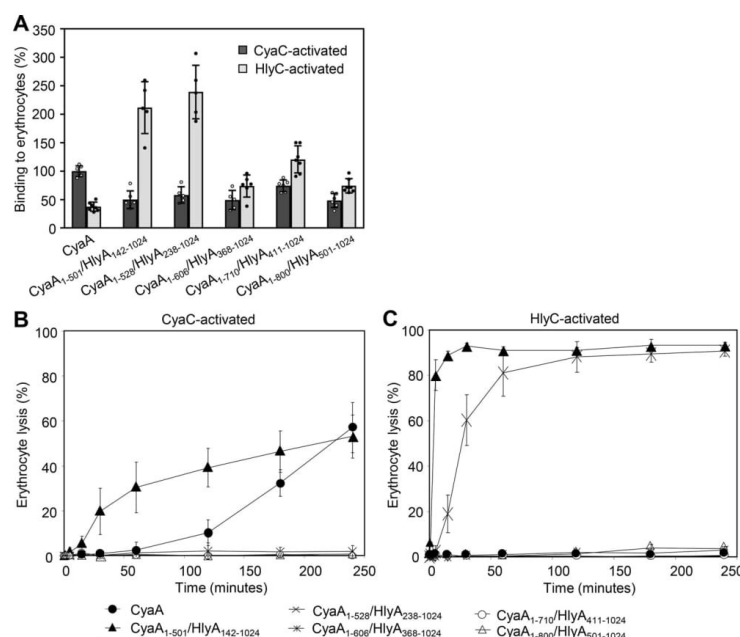 A
Binding to erythrocytes (%)
350
300
250
200
150
100
50
0
CyaC-activated
HlyC-activated
CyaA
CyaA1-501/HlyA142-1024
CyaA1-528/HlyA238-1024
CyaA1-606/HlyA368-1024
CyaA1-710/HlyA411-1024
CyaA1-800/HlyA501-1024
B
CyaC-activated
Erythrocyte lysis (%)
100
80
60
40
20
0
0 50 100 150 200 250
Time (minutes)
C
HlyC-activated
Erythrocyte lysis (%)
100
80
60
40
20
0
0 50 100 150 200 250
Time (minutes)
CyaA
CyaA1-501/HlyA142-1024
CyaA1-528/HlyA238-1024
CyaA1-606/HlyA368-1024
CyaA1-710/HlyA411-1024
CyaA1-800/HlyA501-1024